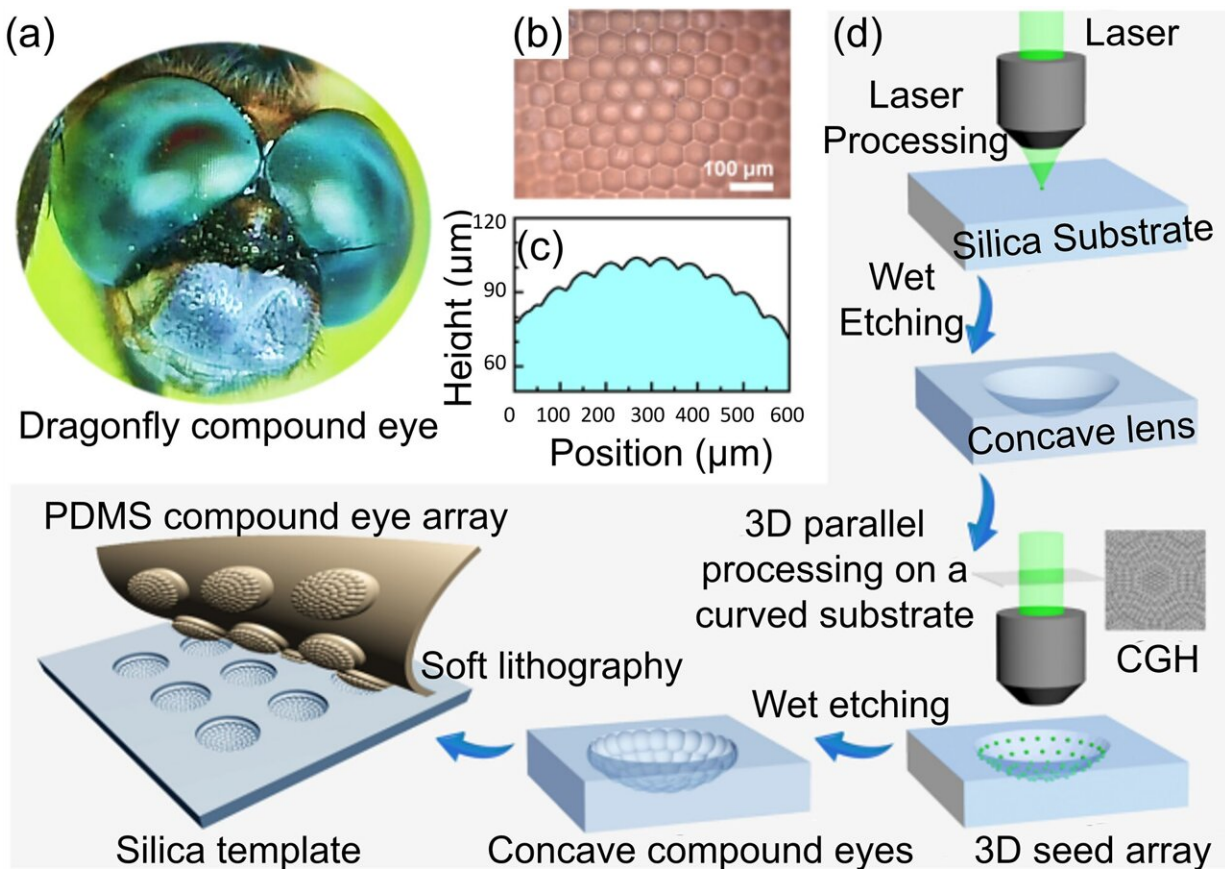 (a)
Dragonfly compound eye
(b)
100 μm
(c)
Height (μm)
120
90
60
0 100 200 300 400 500 600
Position (μm)
(d)
Laser
Laser
Processing
Silica Substrate
Wet
Etching
Concave lens
3D parallel
processing on a
curved substrate
CGH
3D seed array
Wet etching
Concave compound eyes
Soft lithography
PDMS compound eye array
Silica template